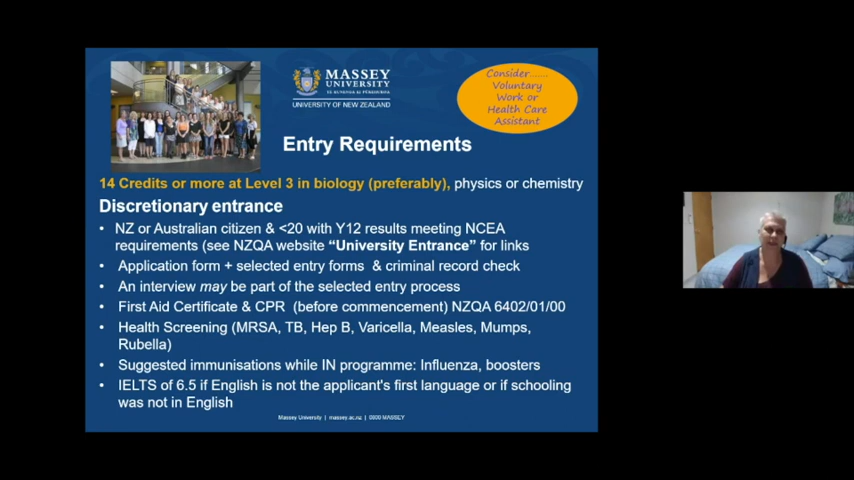 MASSEY
UNIVERSITY
UNIVERSITY OF NEW ZEALAND
Consider.......
Voluntary
Work or
Health Care
Assistant
Entry Requirements
14 Credits or more at Level 3 in biology (preferably), physics or chemistry
Discretionary entrance
• NZ or Australian citizen & <20 with Y12 results meeting NCEA
requirements (see NZQA website “University Entrance” for links
• Application form + selected entry forms & criminal record check
• An interview may be part of the selected entry process
• First Aid Certificate & CPR (before commencement) NZQA 6402/01/00
• Health Screening (MRSA, TB, Hep B, Varicella, Measles, Mumps,
Rubella)
• Suggested immunisations while IN programme: Influenza, boosters
• IELTS of 6.5 if English is not the applicant's first language or if schooling
was not in English
Massey University | massey.ac.nz | 0800 MASSEY